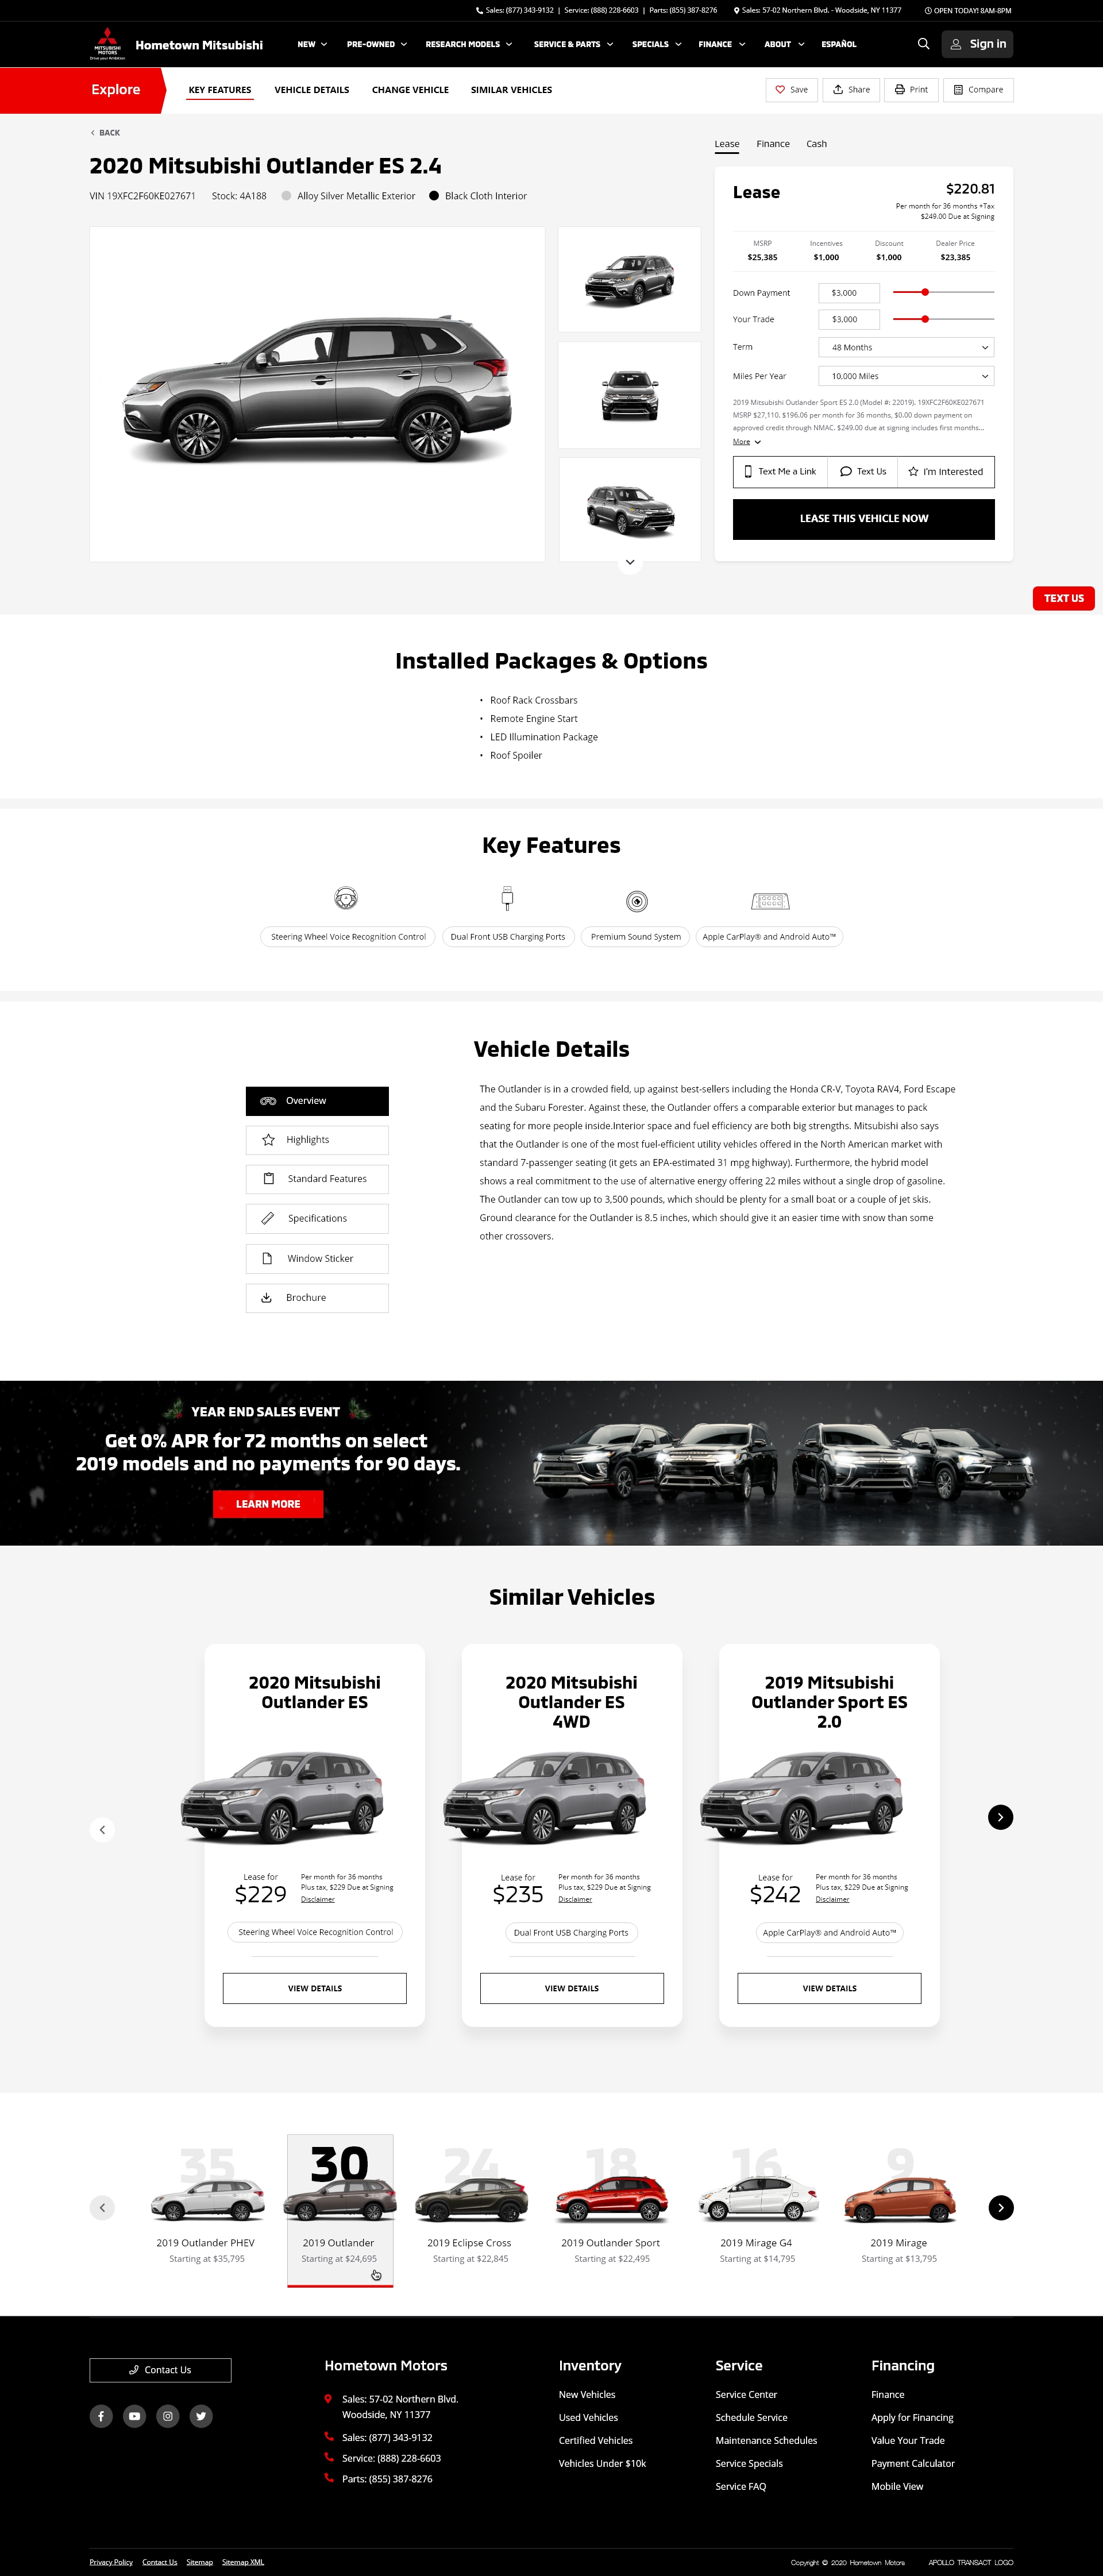 Sales: (877) 343-9132 | Service: (888) 228-6603 | Parts: (855) 387-8276 Sales: 57-02 Northern Blvd. - Woodside, NY 11377 OPEN TODAY! 8AM-8PM
MITSUBISHI
MOTORS
Drive your Ambition
Hometown Mitsubishi
NEW PRE-OWNED RESEARCH MODELS SERVICE & PARTS SPECIALS FINANCE ABOUT ESPAÑOL Sign in
Explore KEY FEATURES VEHICLE DETAILS CHANGE VEHICLE SIMILAR VEHICLES Save Share Print Compare
BACK
2020 Mitsubishi Outlander ES 2.4
VIN 19XFC2F60KE027671 Stock: 4A188 Alloy Silver Metallic Exterior Black Cloth Interior
Lease Finance Cash
Lease $220.81
Per month for 36 months +Tax
$249.00 Due at Signing
MSRP Incentives Discount Dealer Price
$25,385 $1,000 $1,000 $23,385
Down Payment $3,000
Your Trade $3,000
Term 48 Months
Miles Per Year 10,000 Miles
2019 Mitsubishi Outlander Sport ES 2.0 (Model #: 22019). 19XFC2F60KE027671
MSRP $27,110. $196.06 per month for 36 months, $0.00 down payment on
approved credit through NMAC. $249.00 due at signing includes first months...
More
Text Me a Link Text Us I'm Interested
LEASE THIS VEHICLE NOW
TEXT US
Installed Packages & Options
• Roof Rack Crossbars
• Remote Engine Start
• LED Illumination Package
• Roof Spoiler
Key Features
Steering Wheel Voice Recognition Control Dual Front USB Charging Ports Premium Sound System Apple CarPlay® and Android Auto™
Vehicle Details
Overview
Highlights
Standard Features
Specifications
Window Sticker
Brochure
The Outlander is in a crowded field, up against best-sellers including the Honda CR-V, Toyota RAV4, Ford Escape
and the Subaru Forester. Against these, the Outlander offers a comparable exterior but manages to pack
seating for more people inside.Interior space and fuel efficiency are both big strengths. Mitsubishi also says
that the Outlander is one of the most fuel-efficient utility vehicles offered in the North American market with
standard 7-passenger seating (it gets an EPA-estimated 31 mpg highway). Furthermore, the hybrid model
shows a real commitment to the use of alternative energy offering 22 miles without a single drop of gasoline.
The Outlander can tow up to 3,500 pounds, which should be plenty for a small boat or a couple of jet skis.
Ground clearance for the Outlander is 8.5 inches, which should give it an easier time with snow than some
other crossovers.
YEAR END SALES EVENT
Get 0% APR for 72 months on select
2019 models and no payments for 90 days.
LEARN MORE
Similar Vehicles
2020 Mitsubishi
Outlander ES
Lease for
$229
Per month for 36 months
Plus tax, $229 Due at Signing
Disclaimer
Steering Wheel Voice Recognition Control
VIEW DETAILS
2020 Mitsubishi
Outlander ES
4WD
Lease for
$235
Per month for 36 months
Plus tax, $229 Due at Signing
Disclaimer
Dual Front USB Charging Ports
VIEW DETAILS
2019 Mitsubishi
Outlander Sport ES
2.0
Lease for
$242
Per month for 36 months
Plus tax, $229 Due at Signing
Disclaimer
Apple CarPlay® and Android Auto™
VIEW DETAILS
35 30 24 18 16 9
2019 Outlander PHEV 2019 Outlander 2019 Eclipse Cross 2019 Outlander Sport 2019 Mirage G4 2019 Mirage
Starting at $35,795 Starting at $24,695 Starting at $22,845 Starting at $22,495 Starting at $14,795 Starting at $13,795
Contact Us
Hometown Motors
Sales: 57-02 Northern Blvd.
Woodside, NY 11377
Sales: (877) 343-9132
Service: (888) 228-6603
Parts: (855) 387-8276
Inventory
New Vehicles
Used Vehicles
Certified Vehicles
Vehicles Under $10k
Service
Service Center
Schedule Service
Maintenance Schedules
Service Specials
Service FAQ
Financing
Finance
Apply for Financing
Value Your Trade
Payment Calculator
Mobile View
Privacy Policy Contact Us Sitemap Sitemap XML Copyright © 2020 Hometown Motors APOLLO TRANSACT LOGO